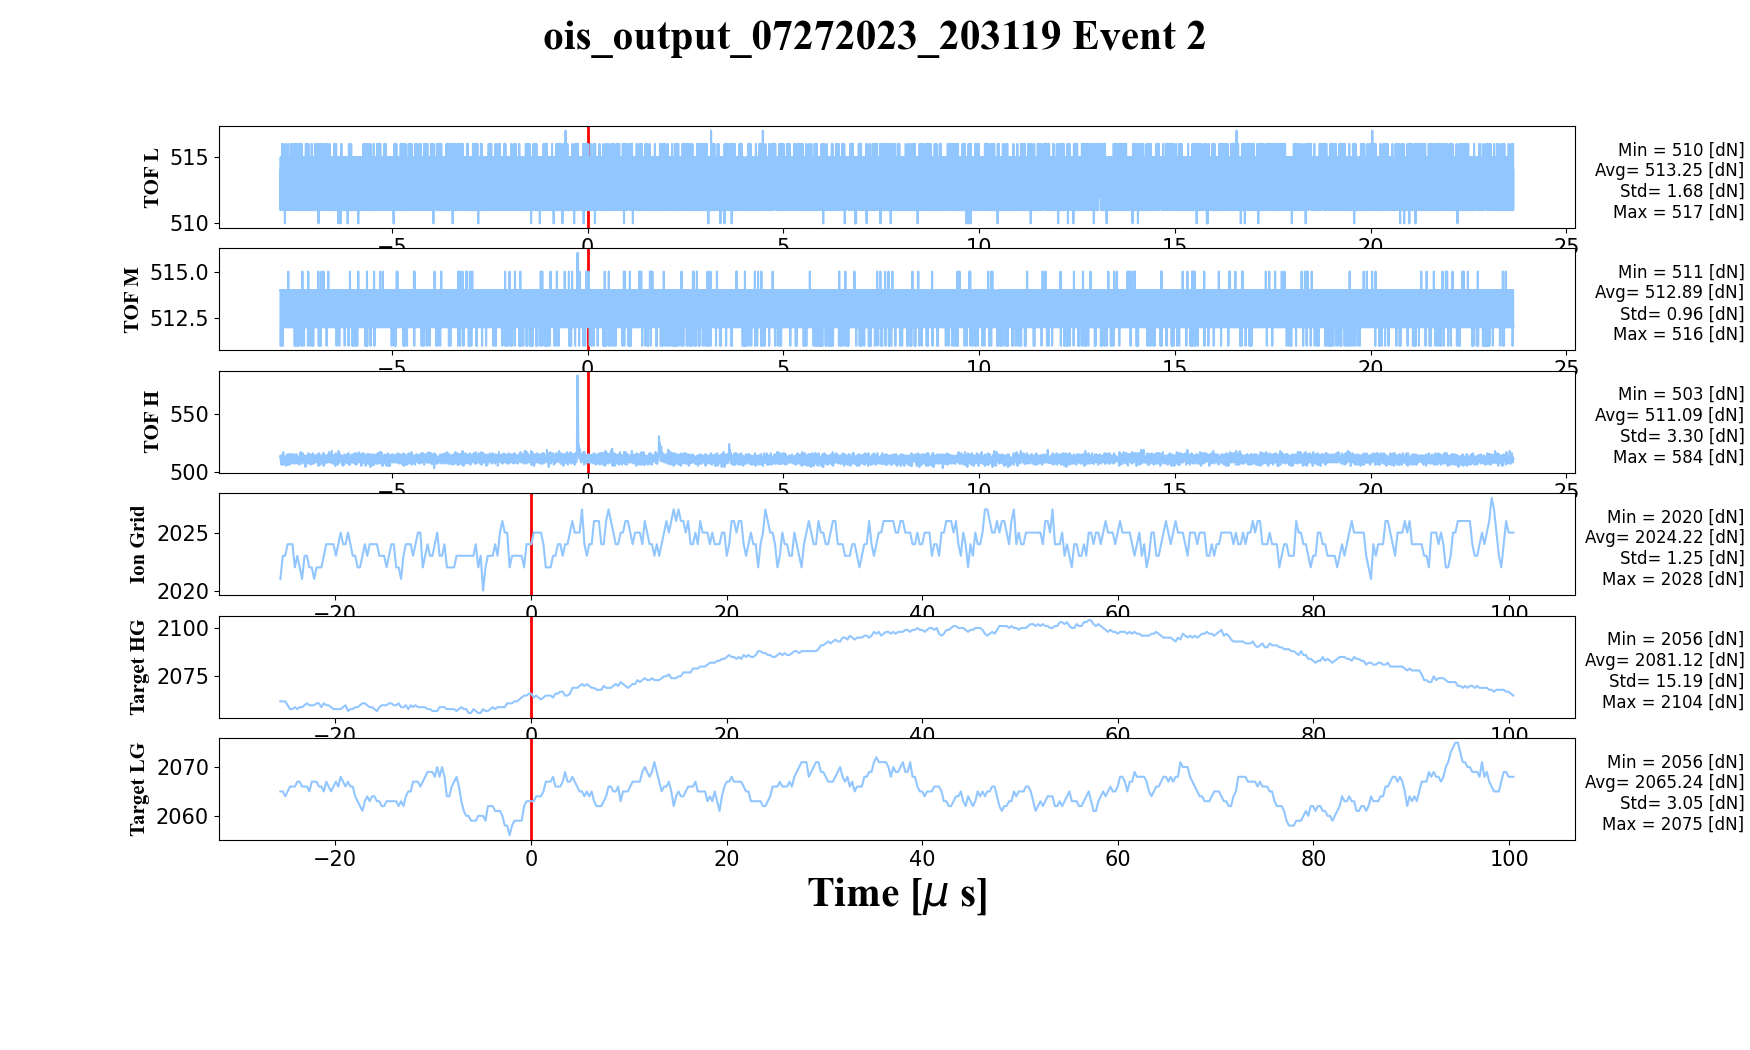 ois_output_07272023_203119 Event 2
TOF L
515
510
Min = 510 [dN]
Avg= 513.25 [dN]
Std= 1.68 [dN]
Max = 517 [dN]
−5 0 5 10 15 20 25
TOF M
515.0
512.5
Min = 511 [dN]
Avg= 512.89 [dN]
Std= 0.96 [dN]
Max = 516 [dN]
−5 0 5 10 15 20 25
TOF H
550
500
Min = 503 [dN]
Avg= 511.09 [dN]
Std= 3.30 [dN]
Max = 584 [dN]
−5 0 5 10 15 20 25
Ion Grid
2025
2020
Min = 2020 [dN]
Avg= 2024.22 [dN]
Std= 1.25 [dN]
Max = 2028 [dN]
−20 0 20 40 60 80 100
Target HG
2100
2075
Min = 2056 [dN]
Avg= 2081.12 [dN]
Std= 15.19 [dN]
Max = 2104 [dN]
−20 0 20 40 60 80 100
Target LG
2070
2060
Min = 2056 [dN]
Avg= 2065.24 [dN]
Std= 3.05 [dN]
Max = 2075 [dN]
−20 0 20 40 60 80 100
Time [μ s]